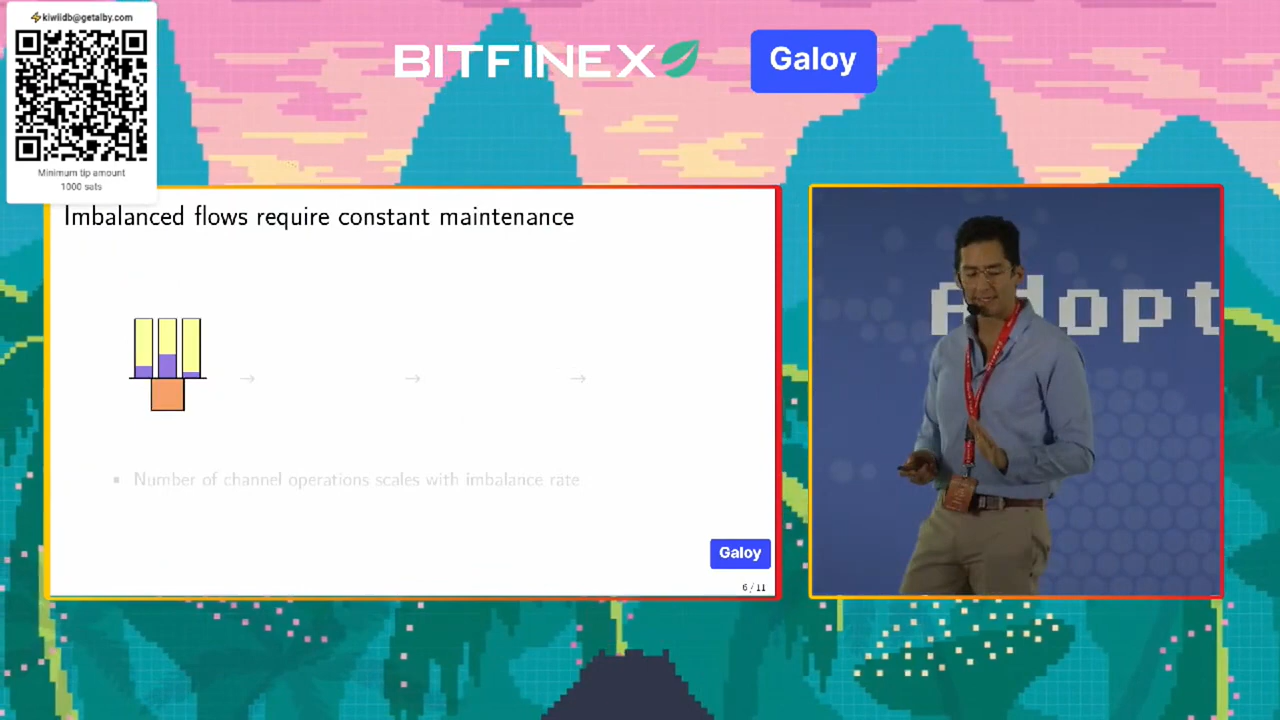 ⚡kiwiidb@getalby.com
Minimum tip amount
1000 sats
BITFINEX
Galoy
Imbalanced flows require constant maintenance
→ → →
▪ Number of channel operations scales with imbalance rate
Galoy
6 / 11
Adopt